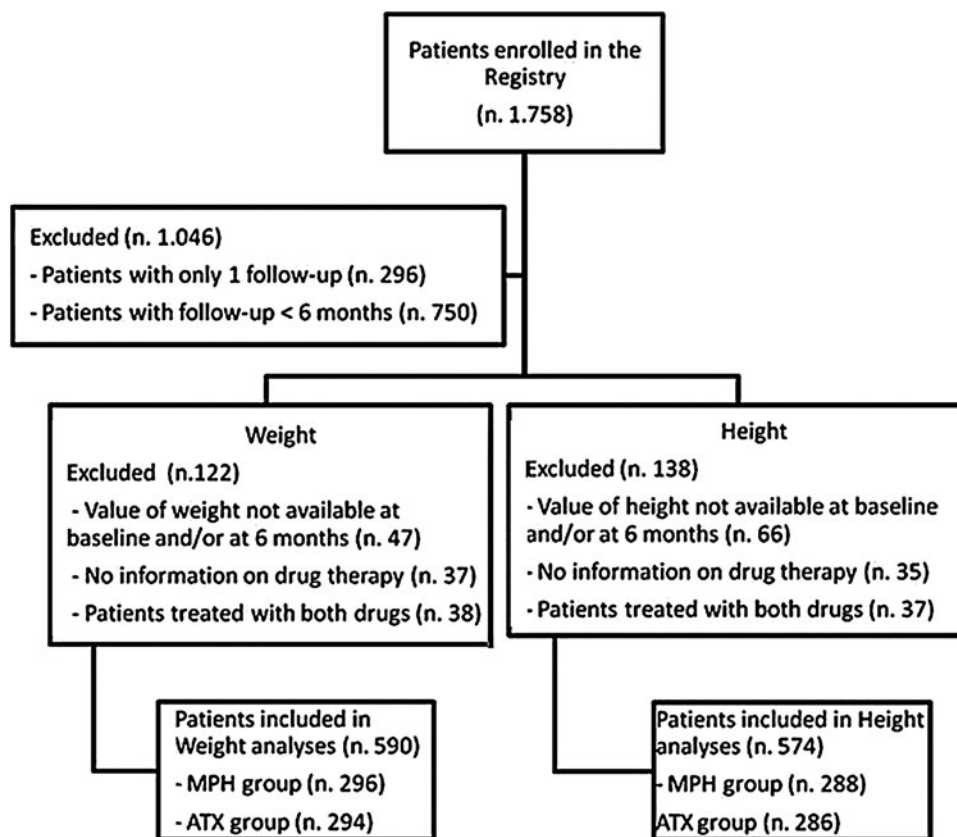 Patients enrolled in the
Registry
(n. 1.758)
Excluded (n. 1.046)
- Patients with only 1 follow-up (n. 296)
- Patients with follow-up < 6 months (n. 750)
Weight
Excluded (n.122)
- Value of weight not available at
baseline and/or at 6 months (n. 47)
- No information on drug therapy (n. 37)
- Patients treated with both drugs (n. 38)
Height
Excluded (n. 138)
- Value of height not available at baseline
and/or at 6 months (n. 66)
- No information on drug therapy (n. 35)
- Patients treated with both drugs (n. 37)
Patients included in
Weight analyses (n. 590)
- MPH group (n. 296)
- ATX group (n. 294)
Patients included in Height
analyses (n. 574)
- MPH group (n. 288)
ATX group (n. 286)